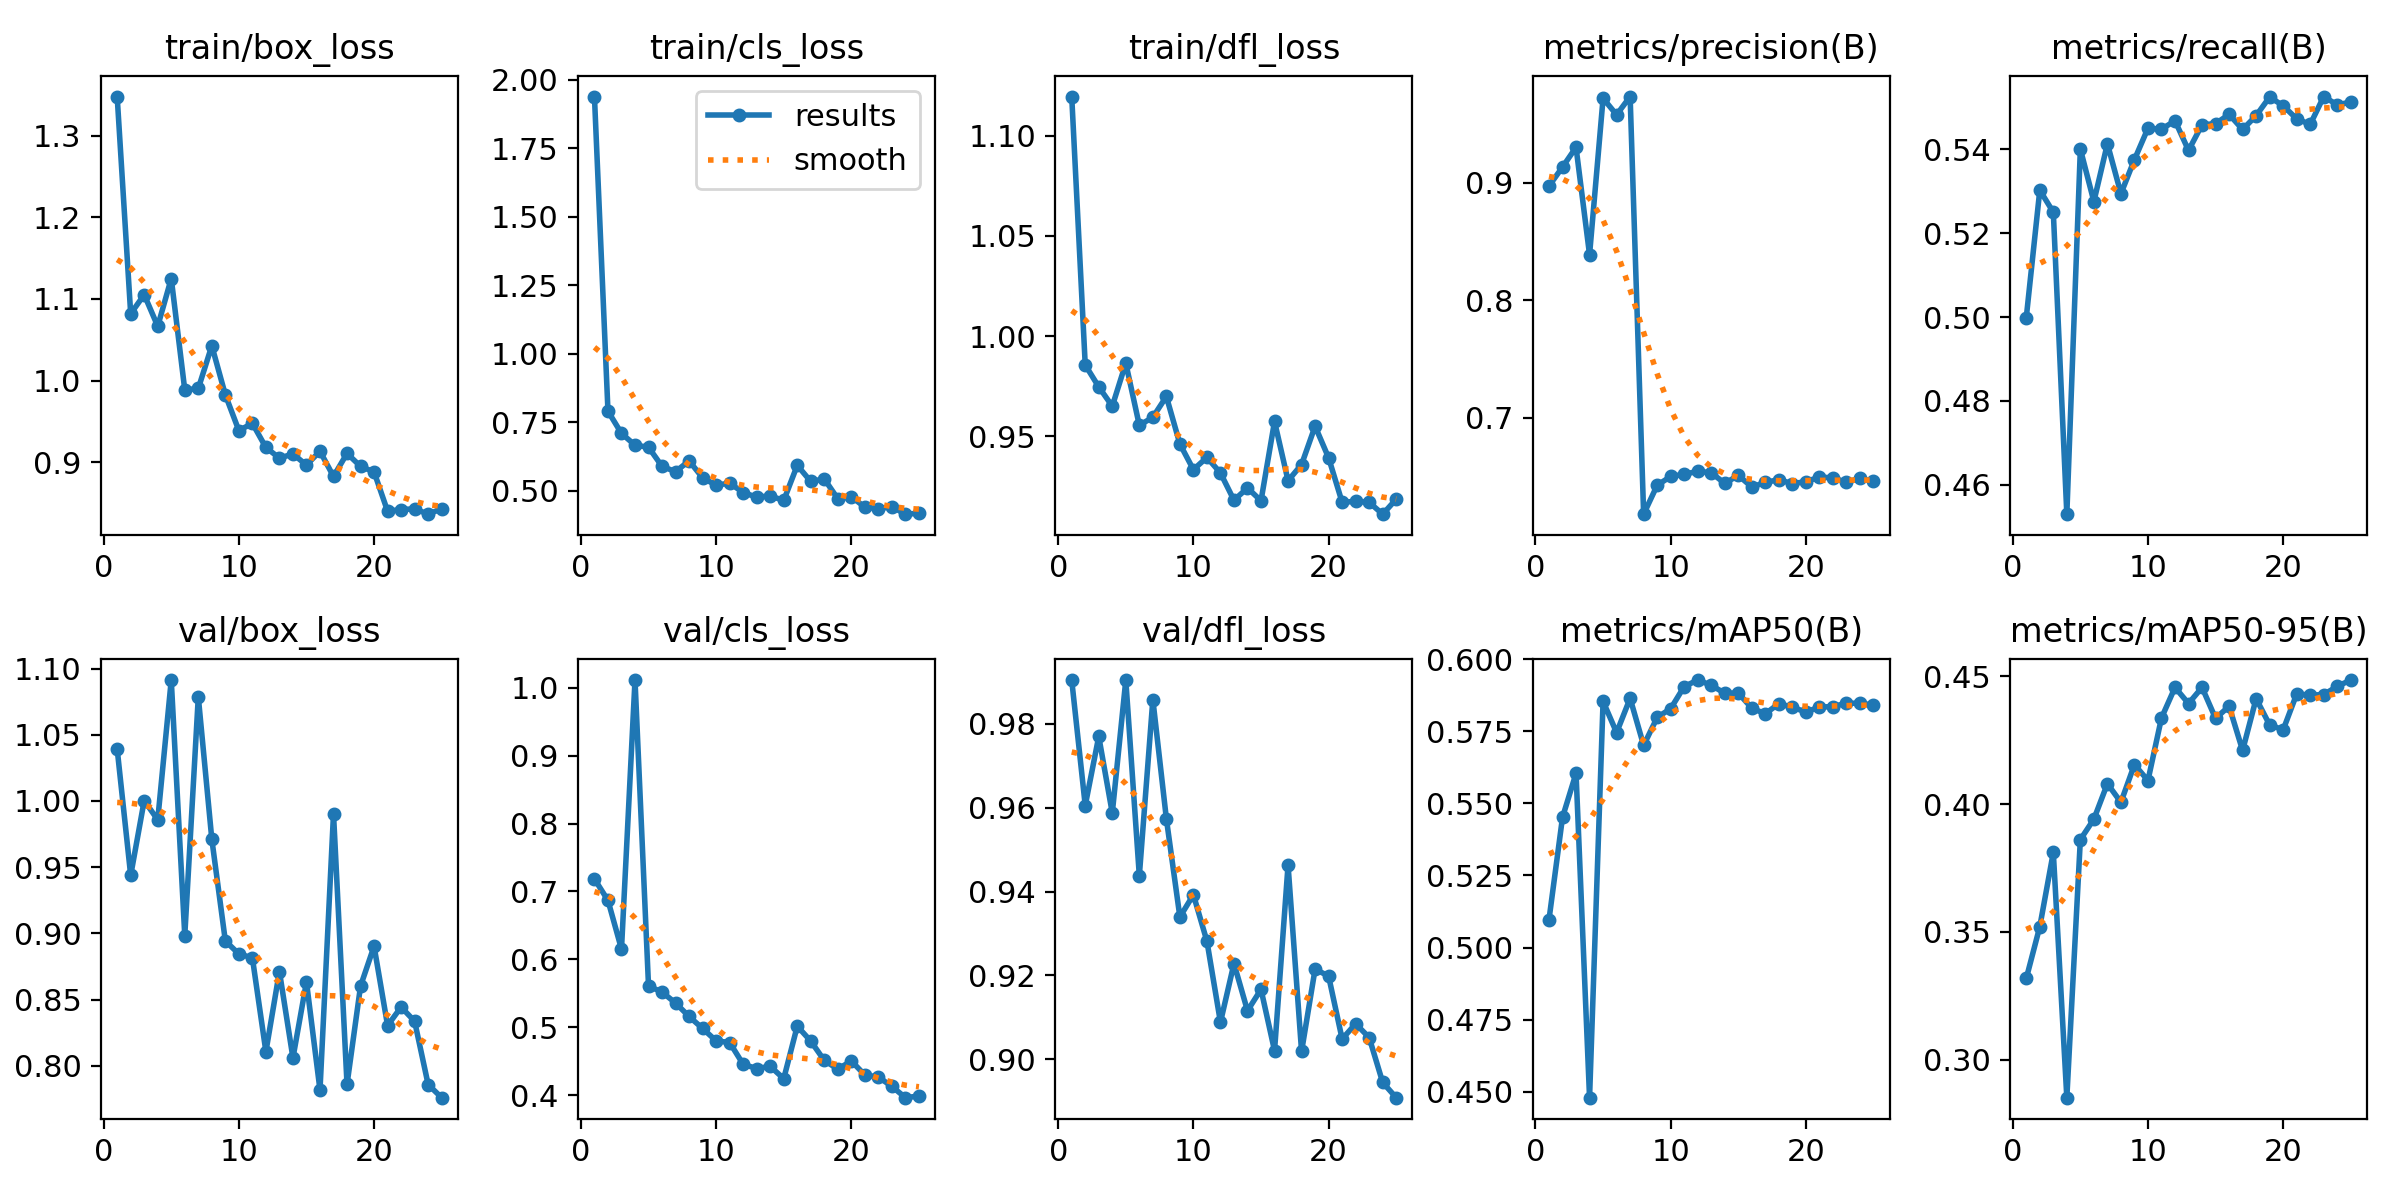 train/box_loss
train/cls_loss
train/dfl_loss
metrics/precision(B)
metrics/recall(B)
results
smooth
1.3
1.2
1.1
1.0
0.9
0 10 20
2.00
1.75
1.50
1.25
1.00
0.75
0.50
0 10 20
1.10
1.05
1.00
0.95
0 10 20
0.9
0.8
0.7
0 10 20
0.54
0.52
0.50
0.48
0.46
0 10 20
val/box_loss
val/cls_loss
val/dfl_loss
metrics/mAP50(B)
metrics/mAP50-95(B)
1.10
1.05
1.00
0.95
0.90
0.85
0.80
0 10 20
1.0
0.9
0.8
0.7
0.6
0.5
0.4
0 10 20
0.98
0.96
0.94
0.92
0.90
0 10 20
0.600
0.575
0.550
0.525
0.500
0.475
0.450
0 10 20
0.45
0.40
0.35
0.30
0 10 20